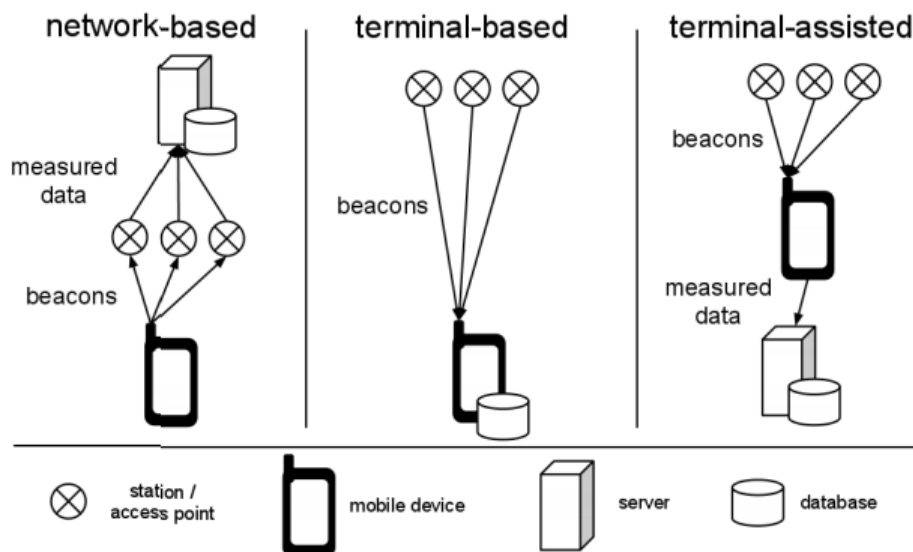 network-based
terminal-based
terminal-assisted
measured
data
beacons
beacons
beacons
measured
data
station /
access point
mobile device
server
database